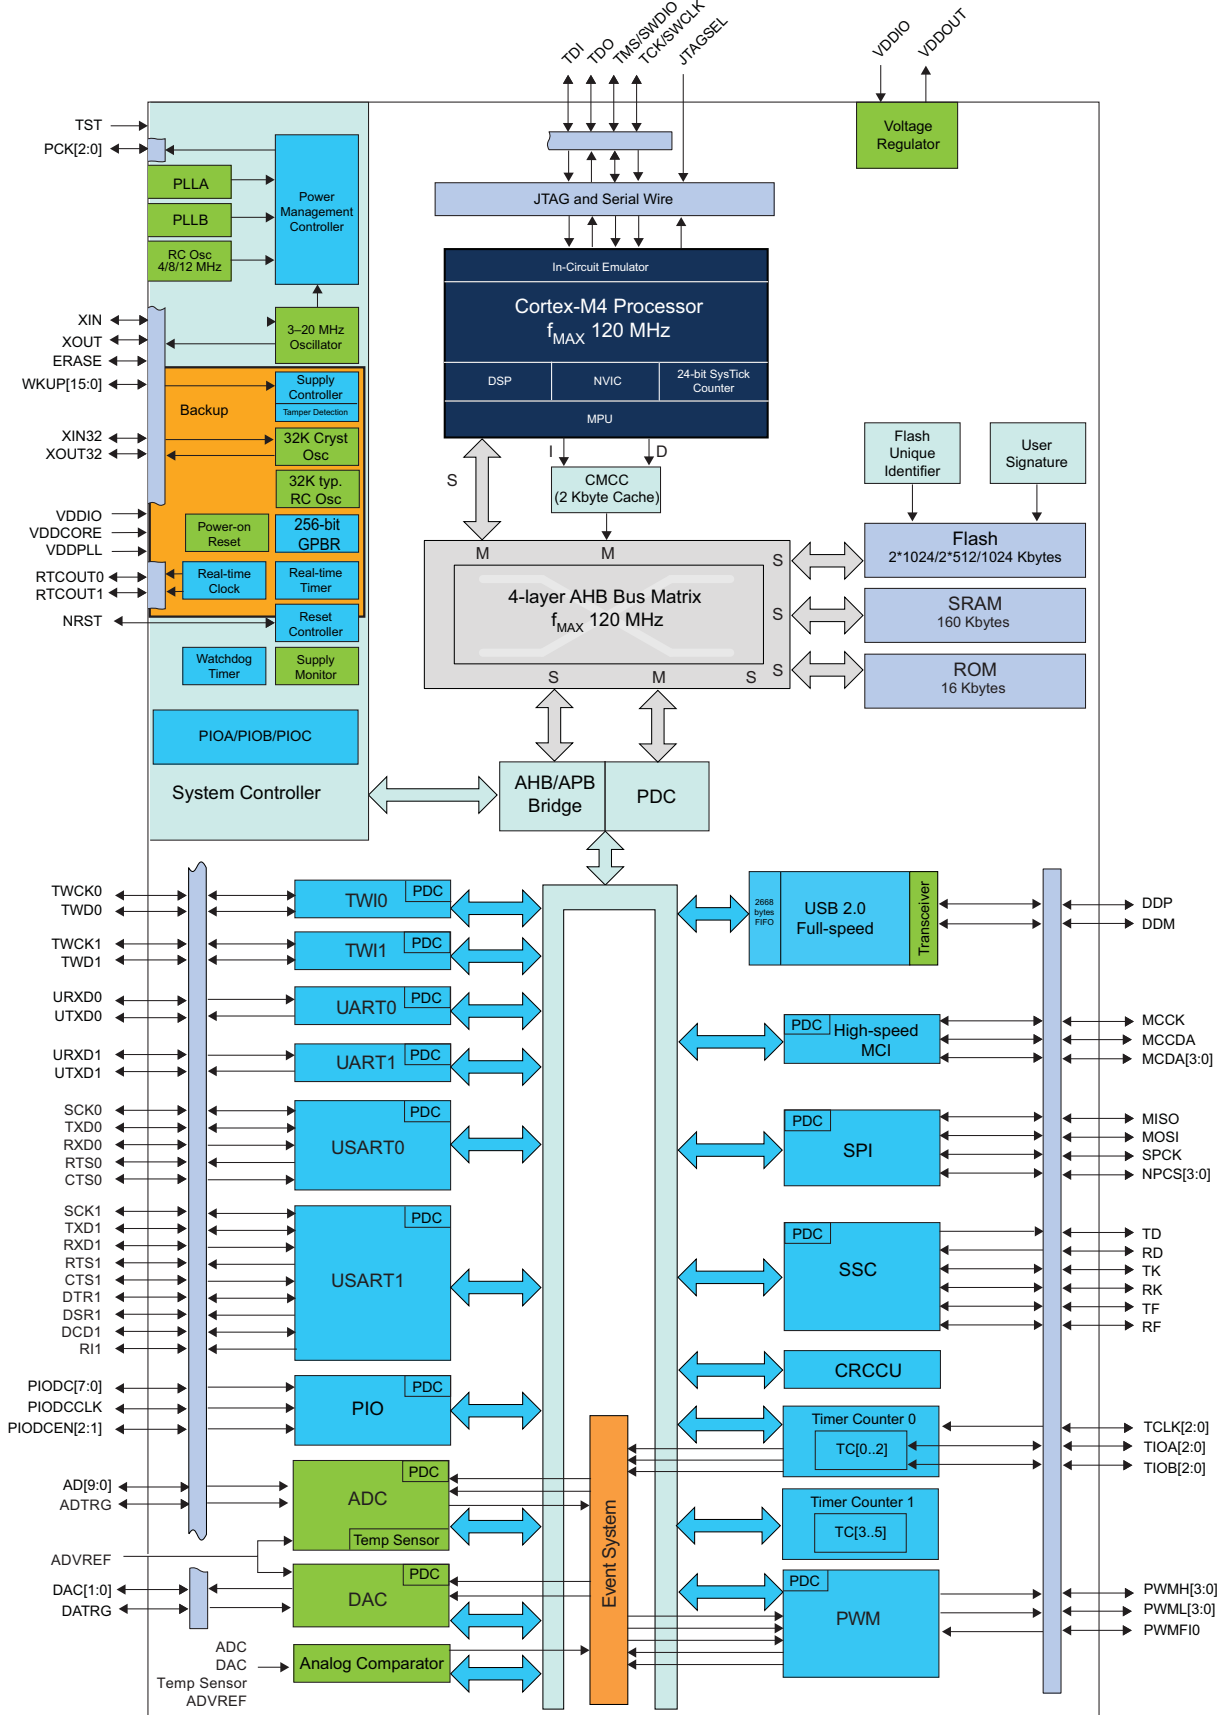 TDI
TDO
TMS/SWDIO
TCK/SWCLK
JTAGSEL
VDDIO
VDDOUT
TST
PCK[2:0]
PLLA
PLLB
RC Osc
4/8/12 MHz
Power
Management
Controller
Voltage
Regulator
JTAG and Serial Wire
In-Circuit Emulator
Cortex-M4 Processor
fMAX 120 MHz
DSP
NVIC
24-bit SysTick
Counter
MPU
XIN
XOUT
ERASE
WKUP[15:0]
3–20 MHz
Oscillator
Backup
Supply
Controller
Tamper Detection
XIN32
XOUT32
32K Cryst
Osc
32K typ.
RC Osc
VDDIO
VDDCORE
VDDPLL
Power-on
Reset
256-bit
GPBR
RTCOUT0
RTCOUT1
Real-time
Clock
Real-time
Timer
NRST
Reset
Controller
Watchdog
Timer
Supply
Monitor
PIOA/PIOB/PIOC
System Controller
S
I
D
CMCC
(2 Kbyte Cache)
Flash
Unique
Identifier
User
Signature
M
M
S
4-layer AHB Bus Matrix
fMAX 120 MHz
S
S
S
M
S
Flash
2*1024/2*512/1024 Kbytes
SRAM
160 Kbytes
ROM
16 Kbytes
AHB/APB
Bridge
PDC
TWCK0
TWD0
TWI0
PDC
TWCK1
TWD1
TWI1
PDC
URXD0
UTXD0
UART0
PDC
URXD1
UTXD1
UART1
PDC
SCK0
TXD0
RXD0
RTS0
CTS0
USART0
PDC
SCK1
TXD1
RXD1
RTS1
CTS1
DTR1
DSR1
DCD1
RI1
USART1
PDC
PIODC[7:0]
PIODCCLK
PIODCEN[2:1]
PIO
PDC
AD[9:0]
ADTRG
ADC
PDC
Temp Sensor
ADVREF
DAC[1:0]
DATRG
DAC
PDC
ADC
DAC
Temp Sensor
ADVREF
Analog Comparator
Event System
2668
bytes
FIFO
USB 2.0
Full-speed
Transceiver
DDP
DDM
PDC
High-speed
MCI
MCCK
MCCDA
MCDA[3:0]
PDC
SPI
MISO
MOSI
SPCK
NPCS[3:0]
PDC
SSC
TD
RD
TK
RK
TF
RF
CRCCU
Timer Counter 0
TC[0..2]
TCLK[2:0]
TIOA[2:0]
TIOB[2:0]
Timer Counter 1
TC[3..5]
PDC
PWM
PWMH[3:0]
PWML[3:0]
PWMFI0